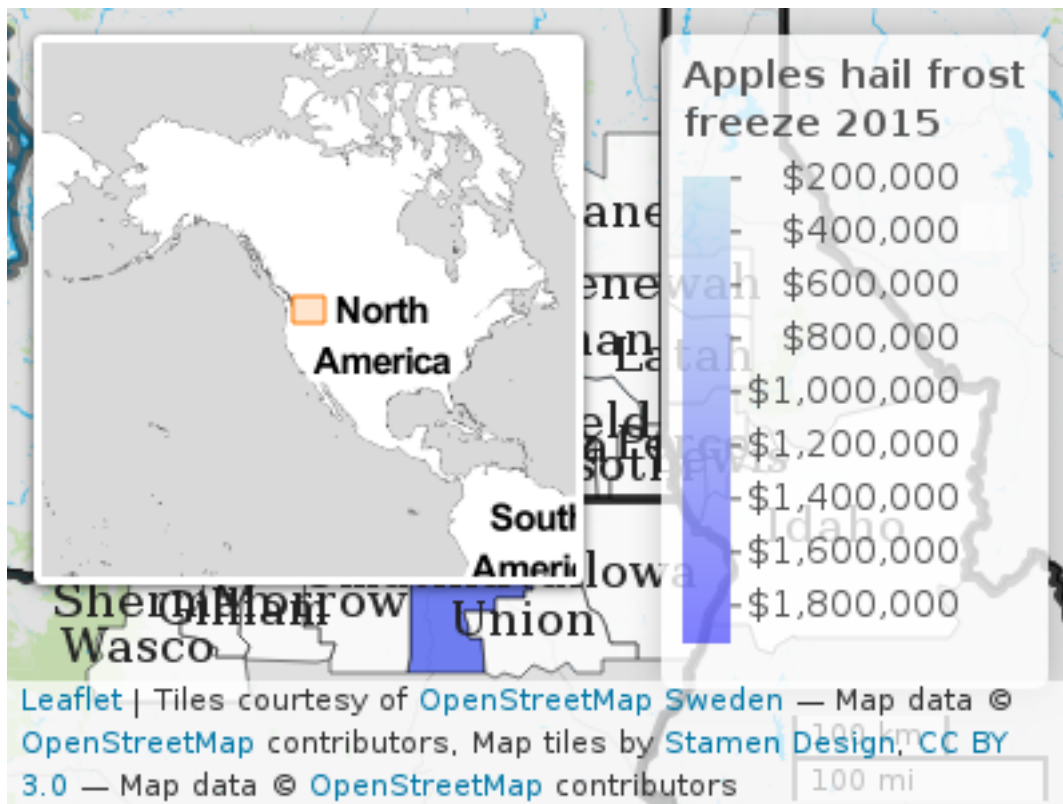 Apples hail frost
freeze 2015
$200,000
$400,000
$600,000
$800,000
$1,000,000
$1,200,000
$1,400,000
$1,600,000
$1,800,000
North
America
South
Latah
Idaho
Sherman
Gilliam
Morrow
Union
Wasco
Leaflet | Tiles courtesy of OpenStreetMap Sweden — Map data ©
OpenStreetMap contributors, Map tiles by Stamen Design, CC BY
3.0 — Map data © OpenStreetMap contributors
100 km
100 mi